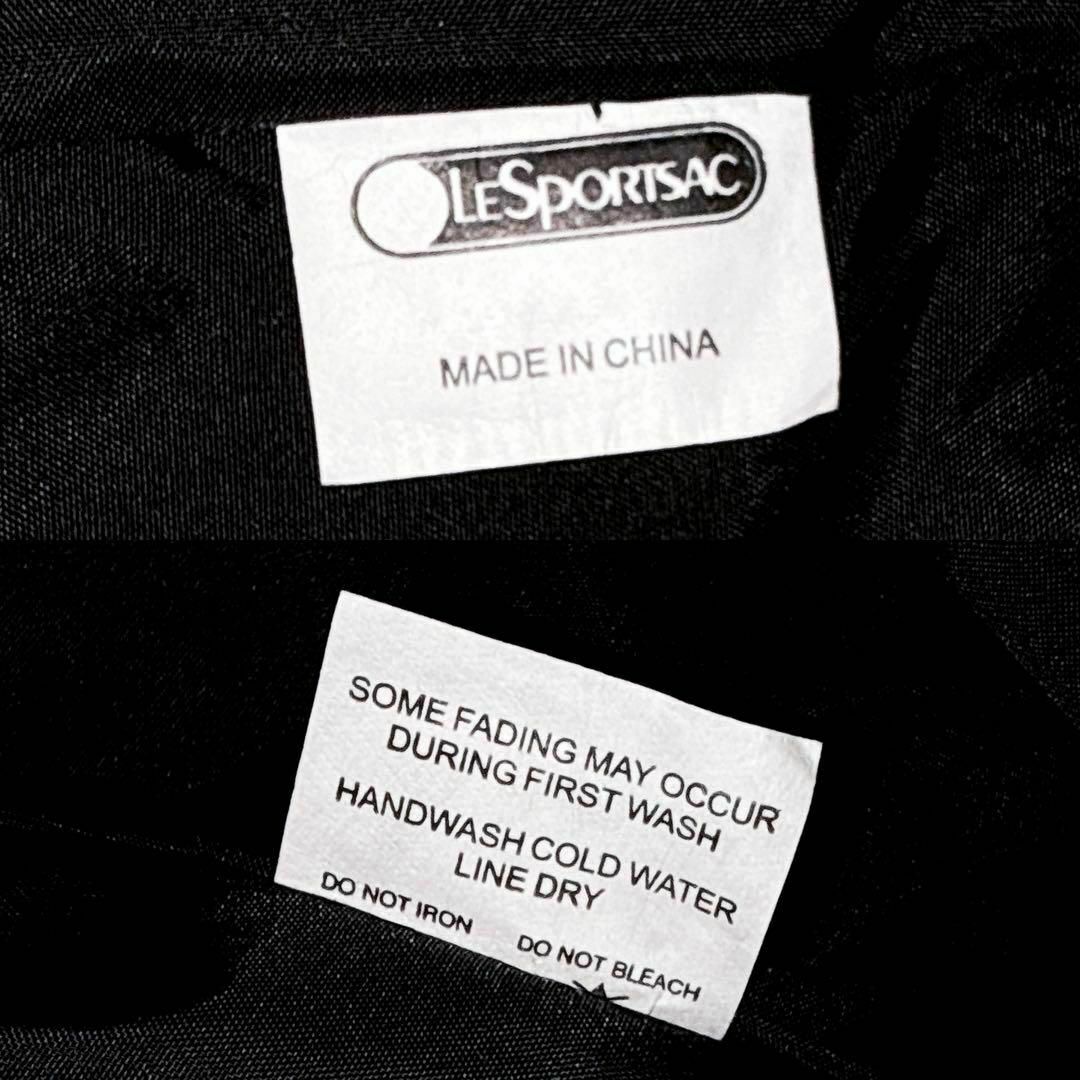 LESPORTSAC
MADE IN CHINA
SOME FADING MAY OCCUR
DURING FIRST WASH
HANDWASH COLD WATER
LINE DRY
DO NOT IRON DO NOT BLEACH